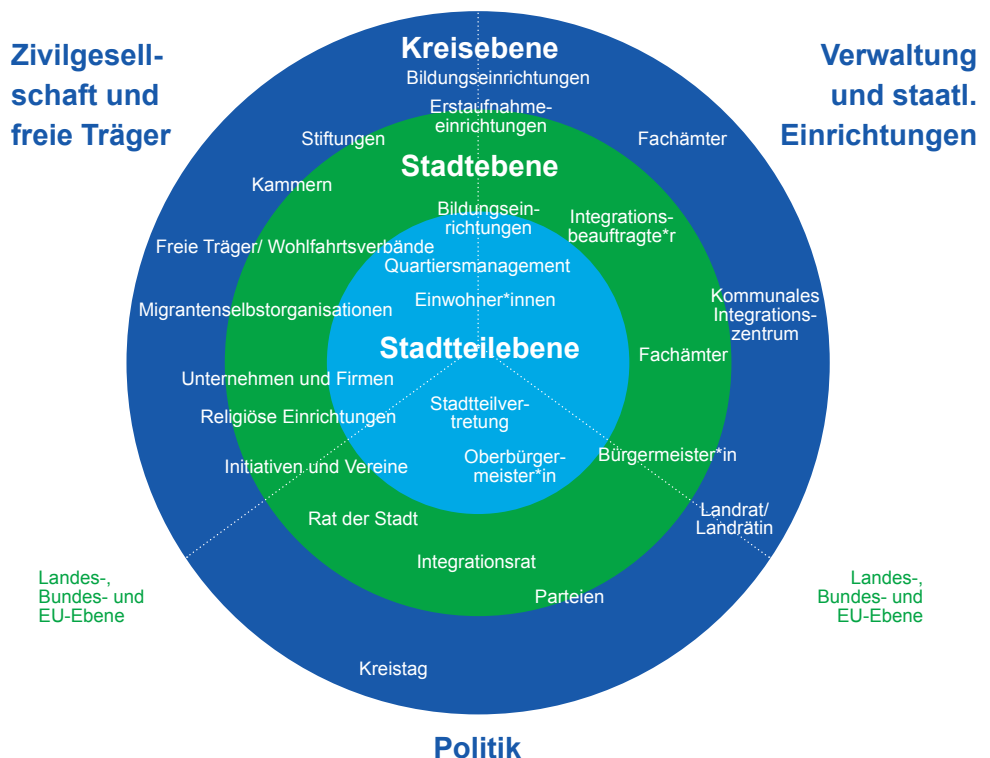 Zivilgesell-
schaft und
freie Träger
Verwaltung
und staatl.
Einrichtungen
Kreisebene
Bildungseinrichtungen
Erstaufnahme-
einrichtungen
Stiftungen
Fachämter
Kammern
Stadtebene
Bildungsein-
richtungen
Integrations-
beauftragte*r
Freie Träger/ Wohlfahrtsverbände
Quartiersmanagement
Einwohner*innen
Migrantenselbstorganisationen
Kommunales
Integrations-
zentrum
Stadtteilebene
Fachämter
Unternehmen und Firmen
Religiöse Einrichtungen
Stadtteilver-
tretung
Initiativen und Vereine
Oberbürger-
meister*in
Bürgermeister*in
Rat der Stadt
Landrat/
Landrätin
Integrationsrat
Parteien
Landes-,
Bundes- und
EU-Ebene
Landes-,
Bundes- und
EU-Ebene
Kreistag
Politik